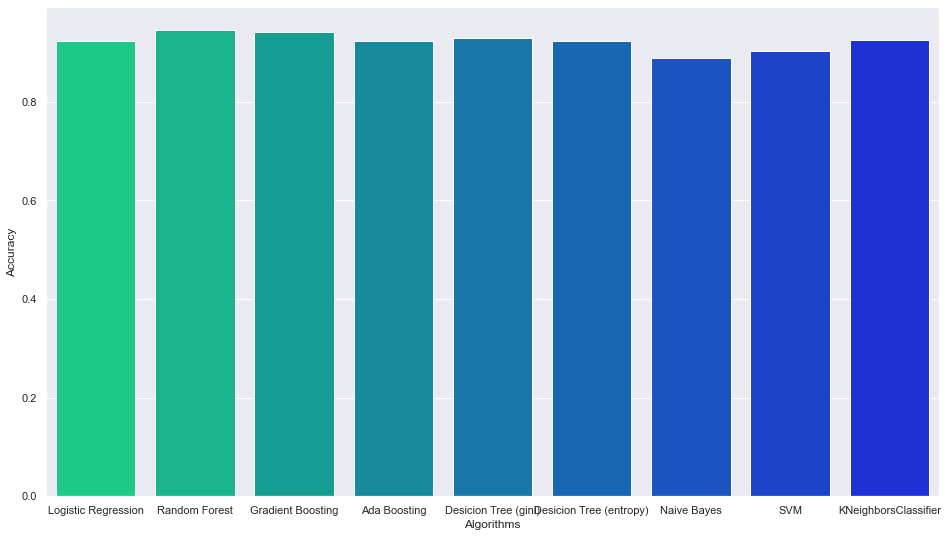 Accuracy
0.8
0.6
0.4
0.2
0.0
Logistic Regression
Random Forest
Gradient Boosting
Ada Boosting
Desicion Tree (gini)
Desicion Tree (entropy)
Naive Bayes
SVM
KNeighborsClassifier
Algorithms